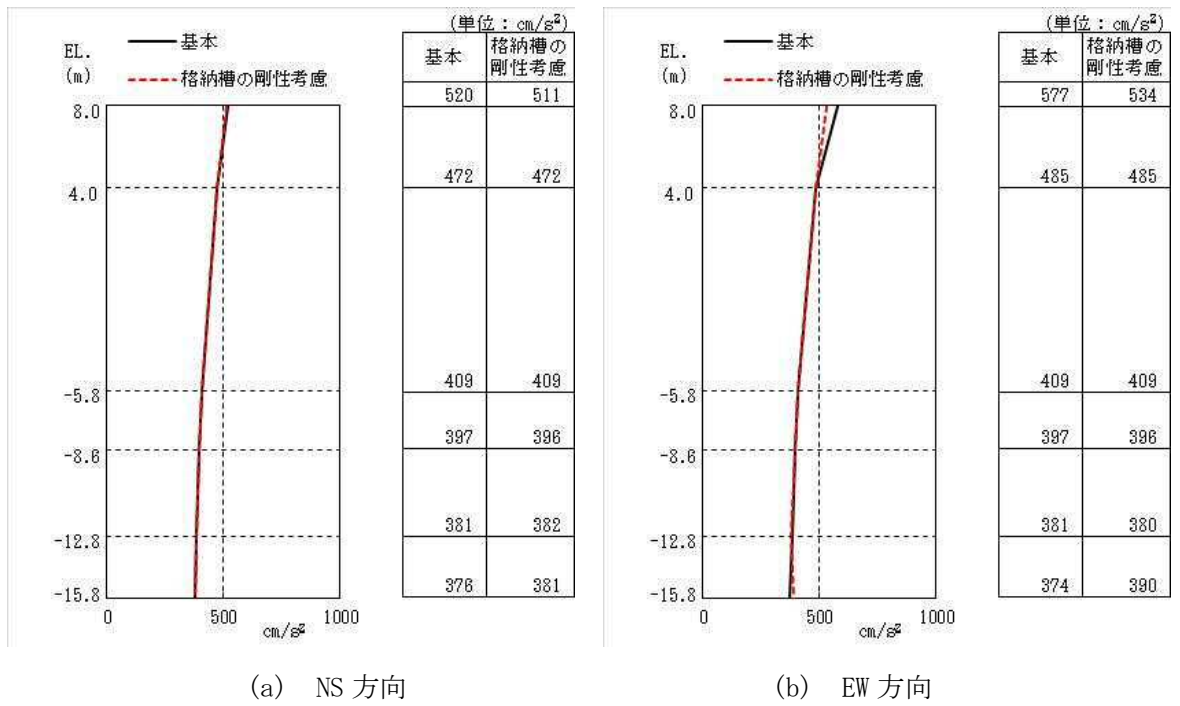 (単位：cm/s²)
EL.
(m)
基本
格納槽の剛性考慮
基本 格納槽の
剛性考慮
520 511
8.0
472 472
4.0
409 409
-5.8
397 396
-8.6
381 382
-12.8
376 381
-15.8
0 500 1000
cm/s²
(a) NS 方向
(単位：cm/s²)
EL.
(m)
基本
格納槽の剛性考慮
基本 格納槽の
剛性考慮
577 534
8.0
485 485
4.0
409 409
-5.8
397 396
-8.6
381 380
-12.8
374 390
-15.8
0 500 1000
cm/s²
(b) EW 方向